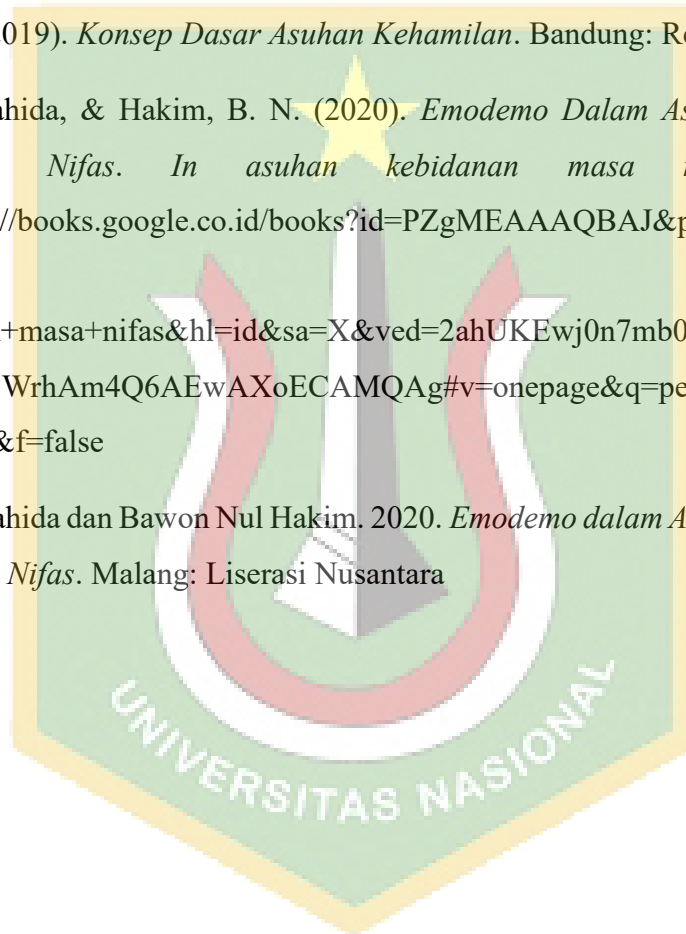 2019). Konsep Dasar Asuhan Kehamilan. Bandung:
ahida, & Hakim, B. N. (2020). Emodemo Dalam
Nifas. In asuhan kebidanan masa
//books.google.co.id/books?id=PZgMEAAAQBAJ&p
+masa+nifas&hl=id&sa=X&ved=2ahUKEwj0n7mb0
WrhAm4Q6AEwAXoECAMQAg#v=onepage&q=pe
&f=false
ahida dan Bawon Nul Hakim. 2020. Emodemo dalam
Nifas. Malang: Liserasi Nusantara
UNIVERSITAS NASIONAL